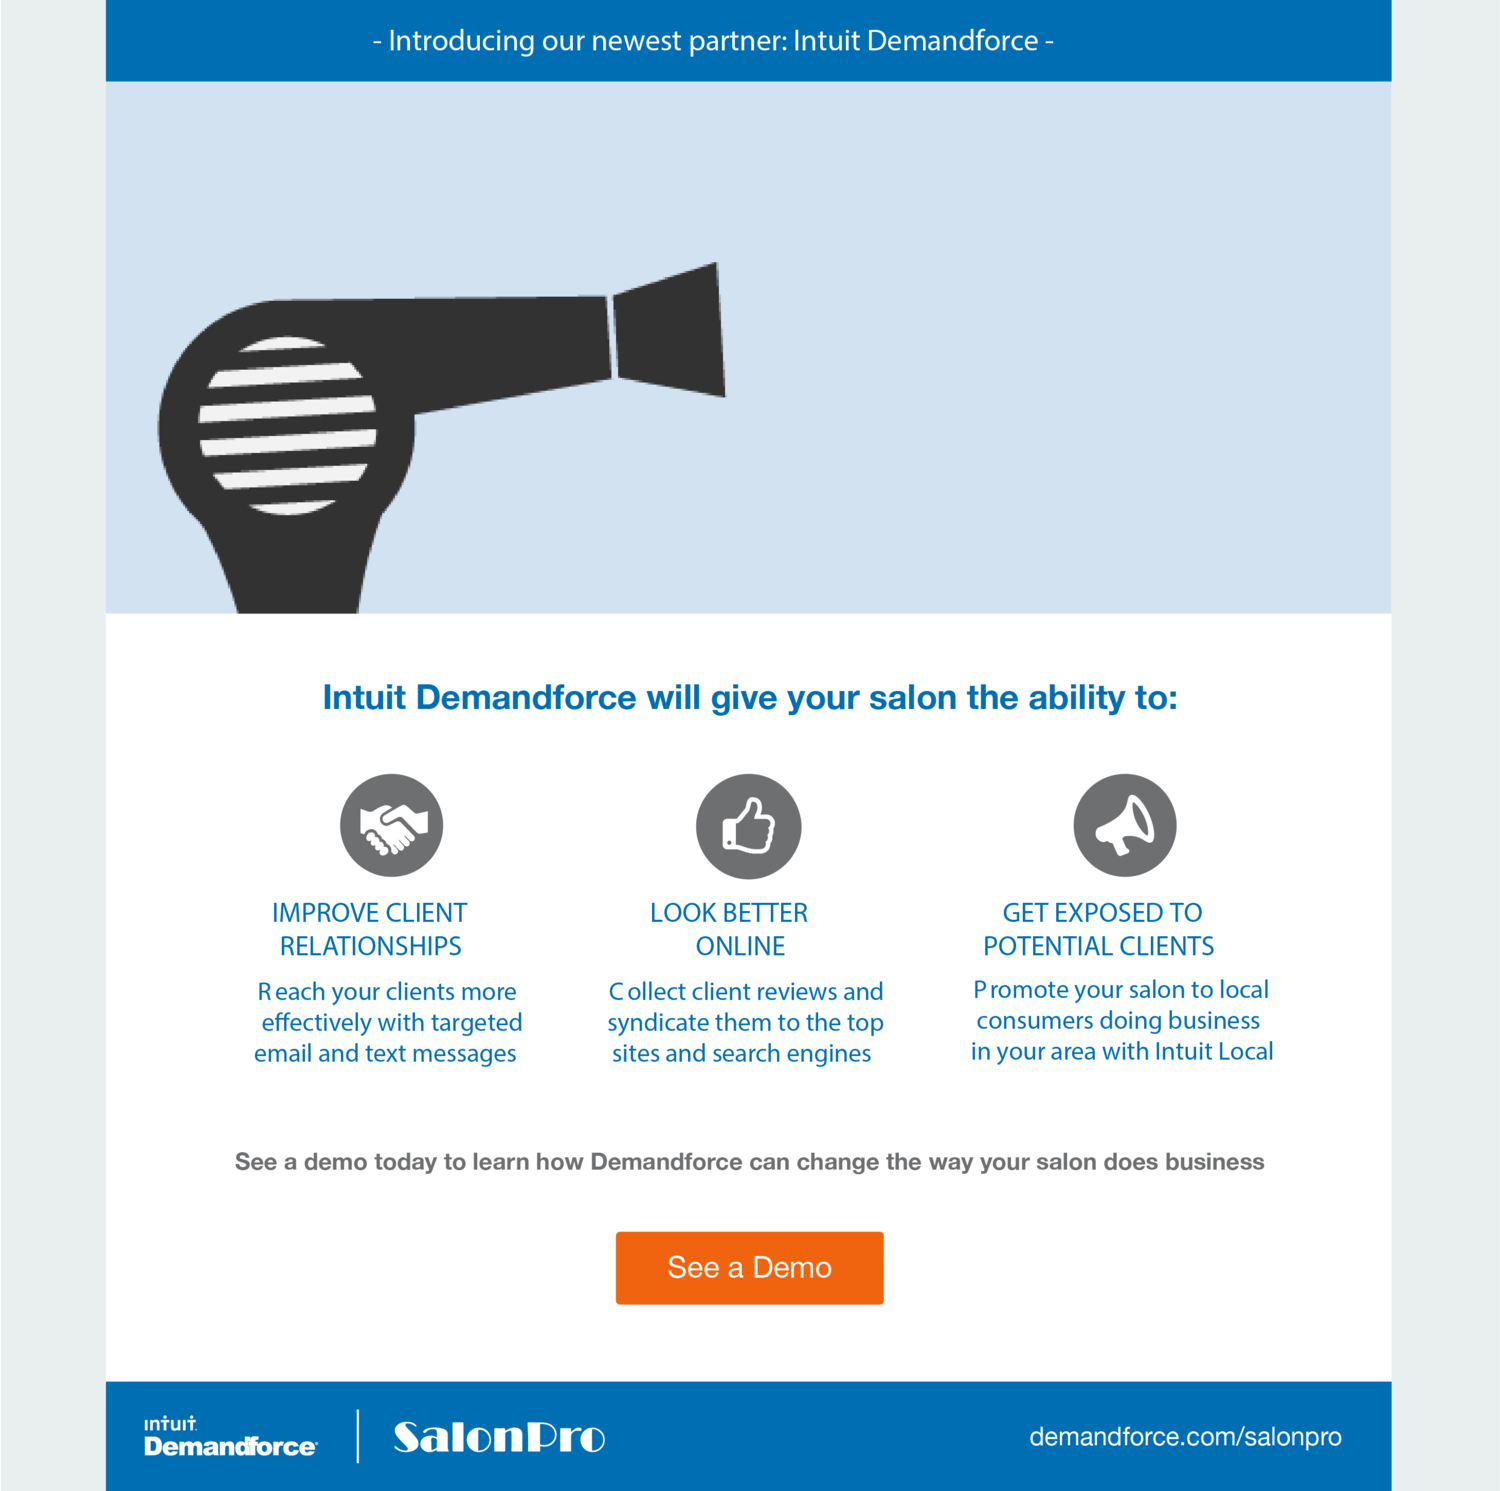 - Introducing our newest partner: Intuit Demandforce -
Intuit Demandforce will give your salon the ability to:
IMPROVE CLIENT
RELATIONSHIPS
Reach your clients more
effectively with targeted
email and text messages
LOOK BETTER
ONLINE
Collect client reviews and
syndicate them to the top
sites and search engines
GET EXPOSED TO
POTENTIAL CLIENTS
Promote your salon to local
consumers doing business
in your area with Intuit Local
See a demo today to learn how Demandforce can change the way your salon does business
See a Demo
intuit.
Demandforce
SalonPro
demandforce.com/salonpro